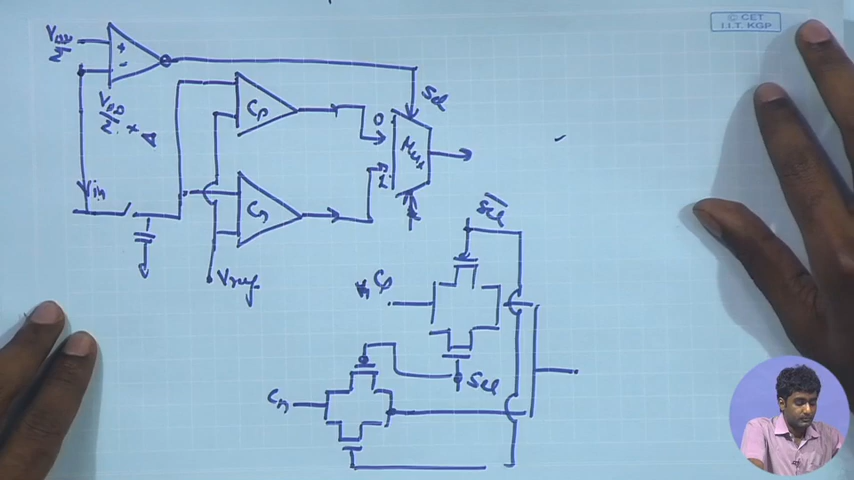 © CET
I.I.T. KGP
VDD/2
+
-
VDD/2 + Δ
Sel
Cp
0
Mux
1
Vin
Cn
Vref
Sel
Cp
Sel
Cn